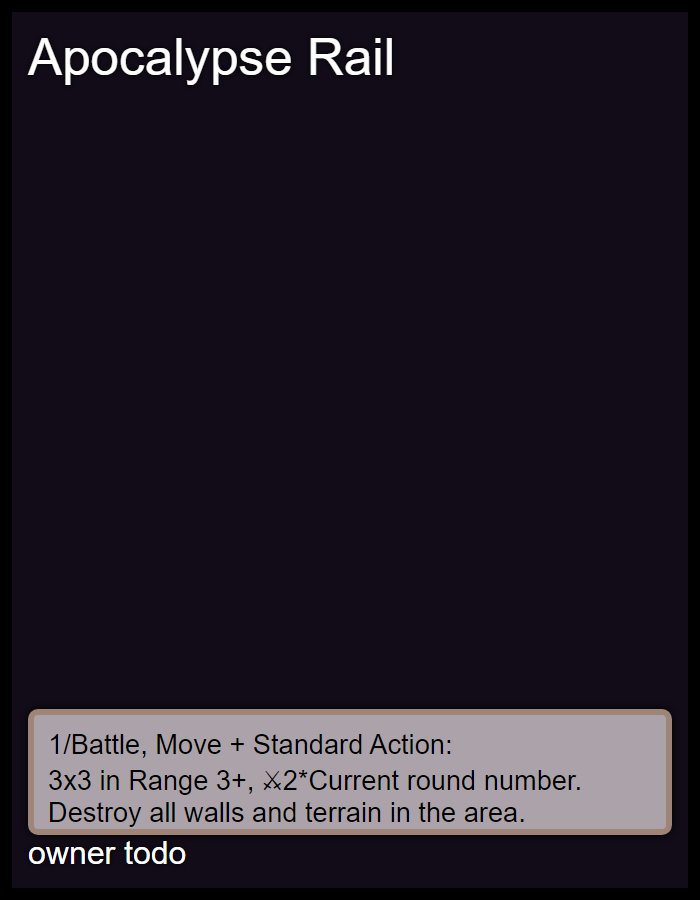 Apocalypse Rail
1/Battle, Move + Standard Action:
3x3 in Range 3+, ⚔2*Current round number.
Destroy all walls and terrain in the area.
owner todo